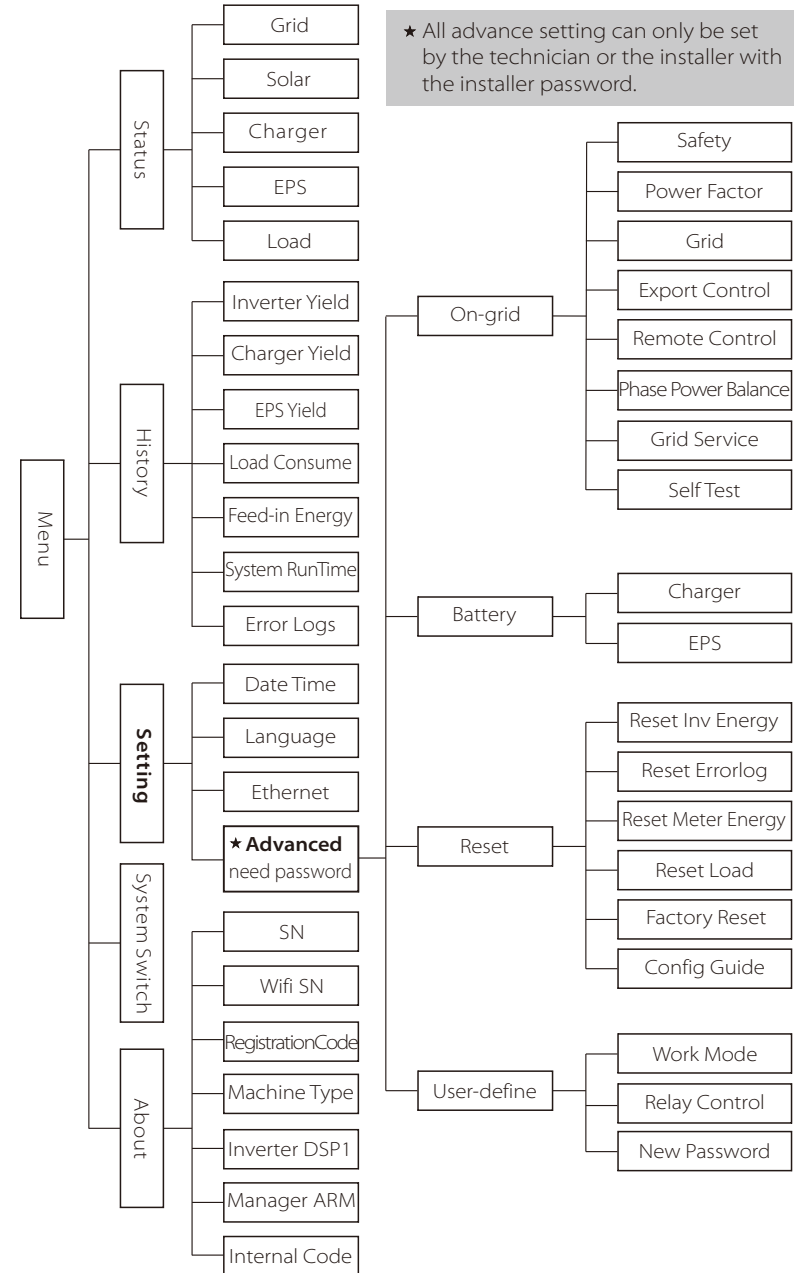 ★ All advance setting can only be set
by the technician or the installer with
the installer password.
Menu
Status
Grid
Solar
Charger
EPS
Load
History
Inverter Yield
Charger Yield
EPS Yield
Load Consume
Feed-in Energy
System RunTime
Error Logs
Setting
Date Time
Language
Ethernet
★ Advanced
need password
On-grid
Safety
Power Factor
Grid
Export Control
Remote Control
Phase Power Balance
Grid Service
Self Test
Battery
Charger
EPS
Reset
Reset Inv Energy
Reset Errorlog
Reset Meter Energy
Reset Load
Factory Reset
Config Guide
User-define
Work Mode
Relay Control
New Password
System Switch
About
SN
Wifi SN
RegistrationCode
Machine Type
Inverter DSP1
Manager ARM
Internal Code